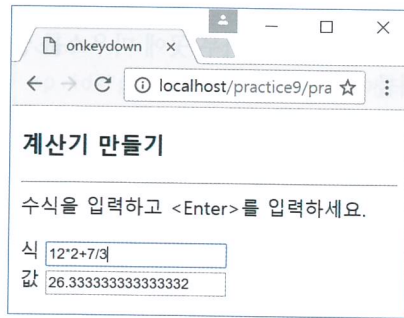 onkeydown
localhost/practice9/pra
계산기 만들기
수식을 입력하고 <Enter>를 입력하세요.
식 12*2+7/3
값 26.333333333333332